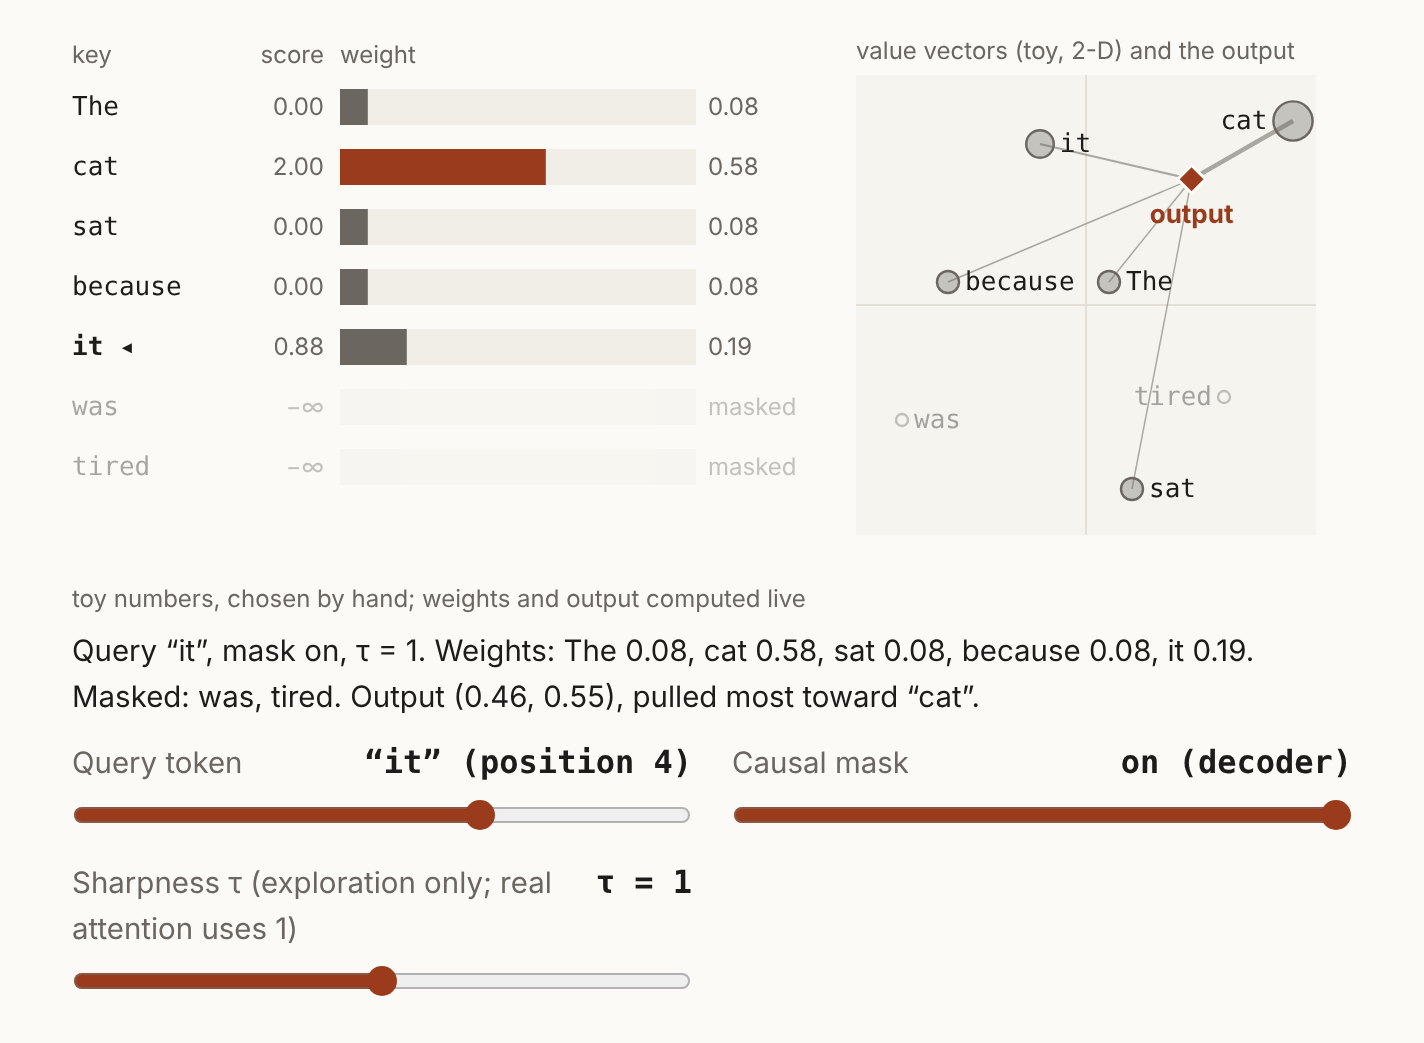 key score weight
The 0.00 0.08
cat 2.00 0.58
sat 0.00 0.08
because 0.00 0.08
it ◂ 0.88 0.19
was −∞ masked
tired −∞ masked
value vectors (toy, 2-D) and the output
cat
it
output
because The
tired
was
sat
toy numbers, chosen by hand; weights and output computed live
Query “it”, mask on, τ = 1. Weights: The 0.08, cat 0.58, sat 0.08, because 0.08, it 0.19.
Masked: was, tired. Output (0.46, 0.55), pulled most toward “cat”.
Query token “it” (position 4)
Causal mask on (decoder)
Sharpness τ (exploration only; real τ = 1
attention uses 1)